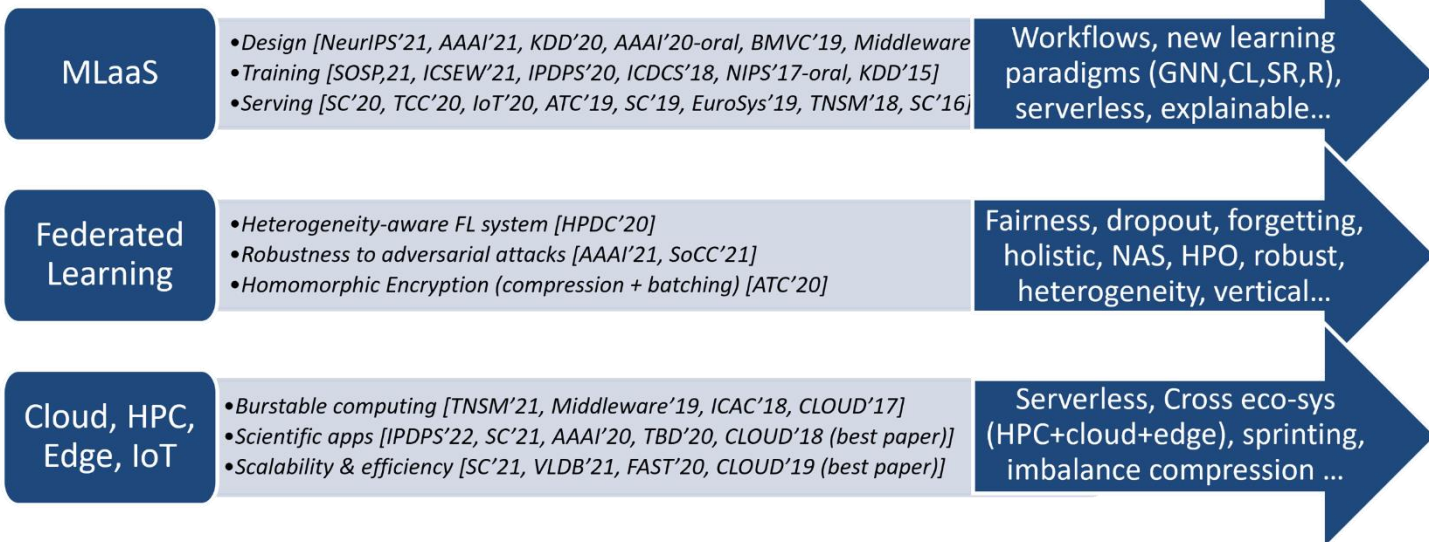 MLaaS
•Design [NeurIPS'21, AAAI'21, KDD'20, AAAI'20-oral, BMVC'19, Middleware
•Training [SOSP,21, ICSEW'21, IPDPS'20, ICDCS'18, NIPS'17-oral, KDD'15]
•Serving [SC'20, TCC'20, IoT'20, ATC'19, SC'19, EuroSys'19, TNSM'18, SC'16]
Workflows, new learning
paradigms (GNN,CL,SR,R),
serverless, explainable…
Federated
Learning
•Heterogeneity-aware FL system [HPDC'20]
•Robustness to adversarial attacks [AAAI'21, SoCC'21]
•Homomorphic Encryption (compression + batching) [ATC'20]
Fairness, dropout, forgetting,
holistic, NAS, HPO, robust,
heterogeneity, vertical…
Cloud, HPC,
Edge, IoT
•Burstable computing [TNSM'21, Middleware'19, ICAC'18, CLOUD'17]
•Scientific apps [IPDPS'22, SC'21, AAAI'20, TBD'20, CLOUD'18 (best paper)]
•Scalability & efficiency [SC'21, VLDB'21, FAST'20, CLOUD'19 (best paper)]
Serverless, Cross eco-sys
(HPC+cloud+edge), sprinting,
imbalance compression …